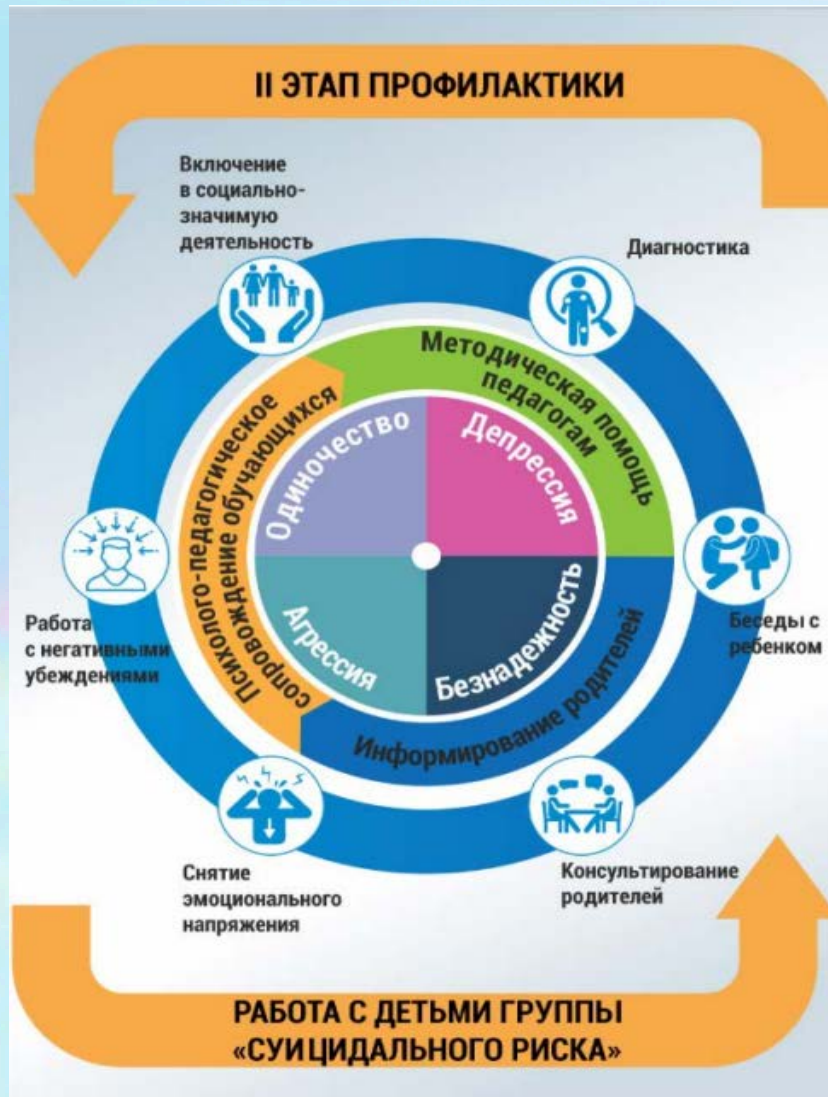 II ЭТАП ПРОФИЛАКТИКИ
Включение
в социально-
значимую
деятельность
Диагностика
Методическая помощь
педагогам
Психолого-педагогическое
сопровождение обучающихся
Одиночество
Депрессия
Агрессия
Безнадежность
Информирование родителей
Работа
с негативными
убеждениями
Беседы с
ребенком
Снятие
эмоционального
напряжения
Консультирование
родителей
РАБОТА С ДЕТЬМИ ГРУППЫ
«СУИЦИДАЛЬНОГО РИСКА»